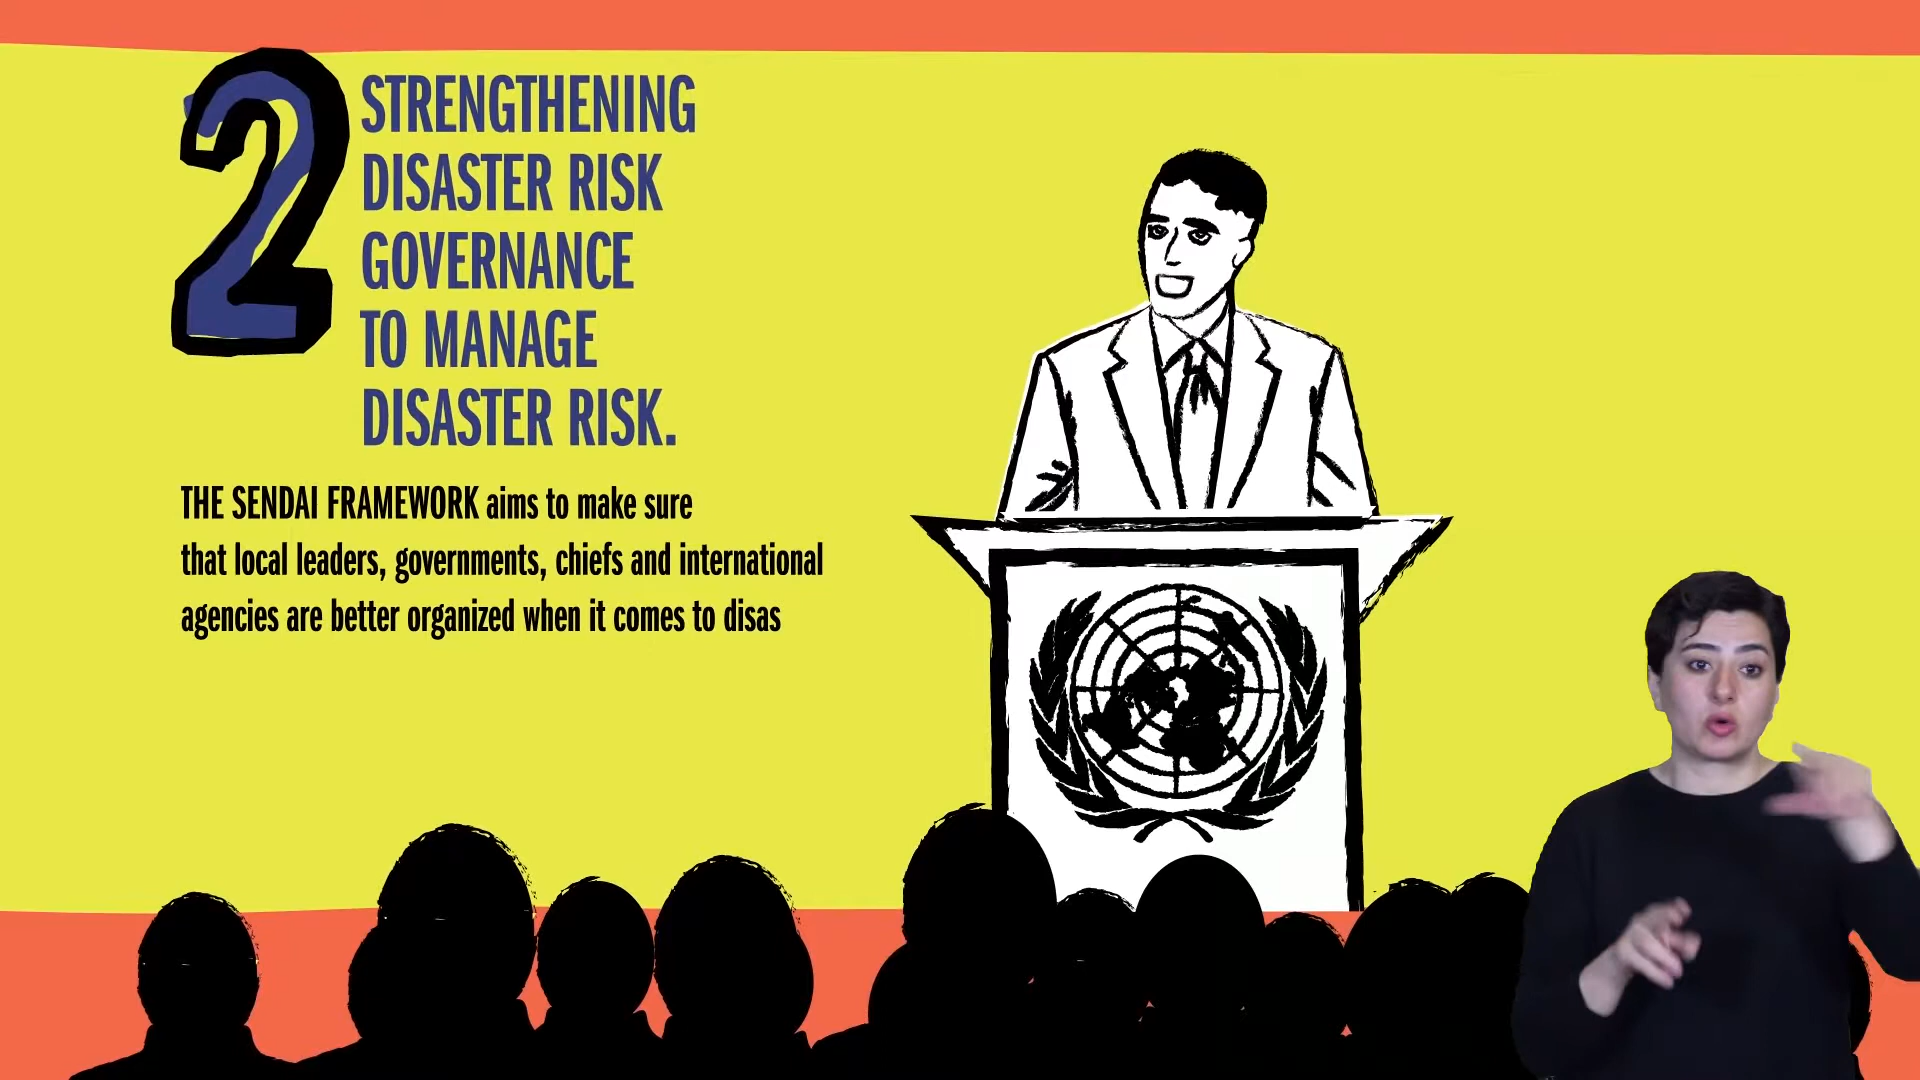 2
STRENGTHENING
DISASTER RISK
GOVERNANCE
TO MANAGE
DISASTER RISK.
THE SENDAI FRAMEWORK aims to make sure
that local leaders, governments, chiefs and international
agencies are better organized when it comes to disas